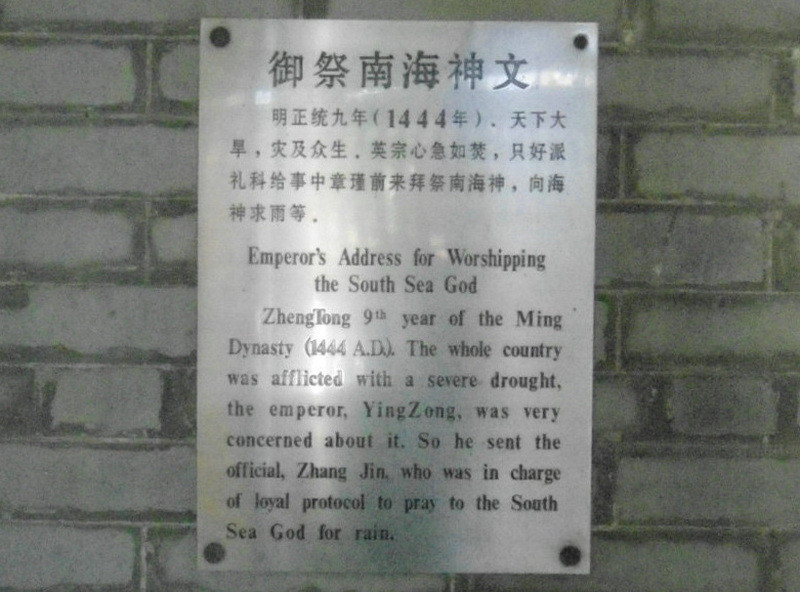 御祭南海神文
明正统九年(1444年)．天下大
旱，灾及众生．英宗心急如焚，只好派
礼科给事中章瑾前来拜祭南海神，向海
神求雨等．
Emperor's Address for Worshipping
the South Sea God
ZhengTong 9th year of the Ming
Dynasty (1444 A.D.). The whole country
was afflicted with a severe drought,
the emperor, YingZong, was very
concerned about it. So he sent the
official, Zhang Jin, who was in charge
of loyal protocol to pray to the South
Sea God for rain.